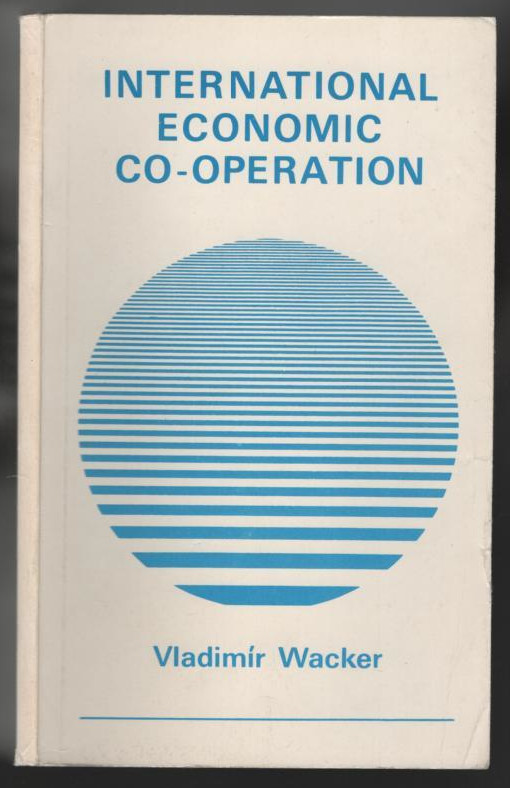 INTERNATIONAL
ECONOMIC
CO-OPERATION
Vladimír Wacker